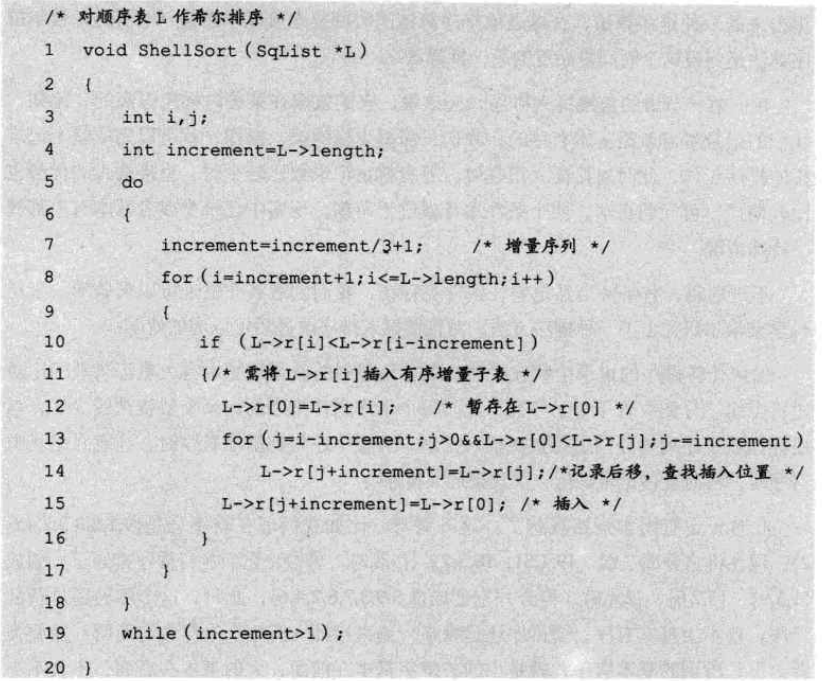 /* 对顺序表 L 作希尔排序 */
1 void ShellSort(SqList *L)
2 {
3 int i,j;
4 int increment=L->length;
5 do
6 {
7 increment=increment/3+1; /* 增量序列 */
8 for(i=increment+1;i<=L->length;i++)
9 {
10 if (L->r[i]<L->r[i-increment])
11 {/* 需将 L->r[i]插入有序增量子表 */
12 L->r[0]=L->r[i]; /* 暂存在 L->r[0] */
13 for(j=i-increment;j>0&&L->r[0]<L->r[j];j-=increment)
14 L->r[j+increment]=L->r[j];/*记录后移，查找插入位置 */
15 L->r[j+increment]=L->r[0]; /* 插入 */
16 }
17 }
18 }
19 while(increment>1);
20 }